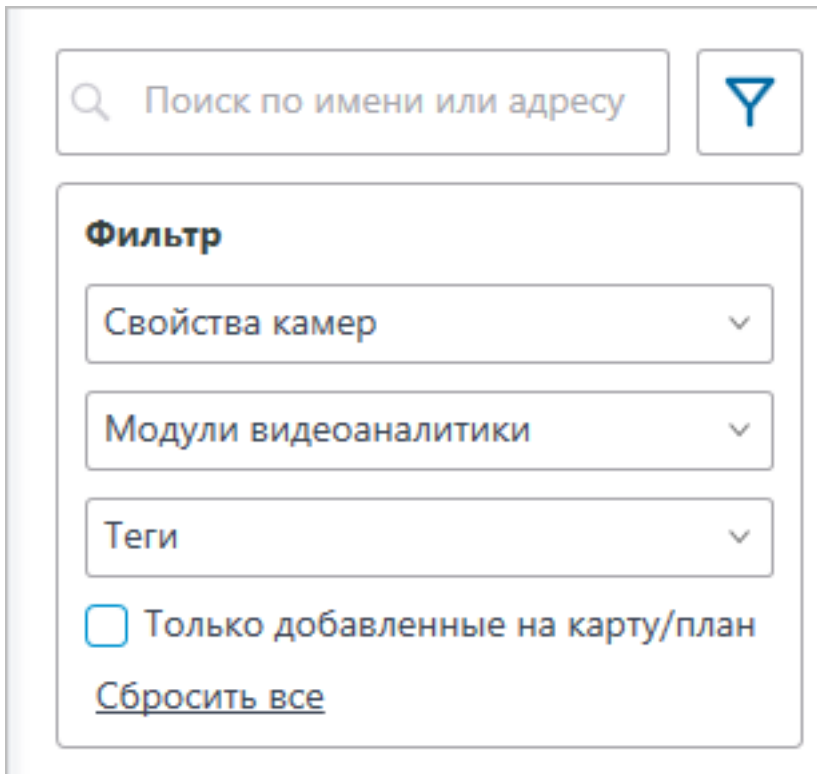 Поиск по имени или адресу
Фильтр
Свойства камер
Модули видеоаналитики
Теги
Только добавленные на карту/план
Сбросить все